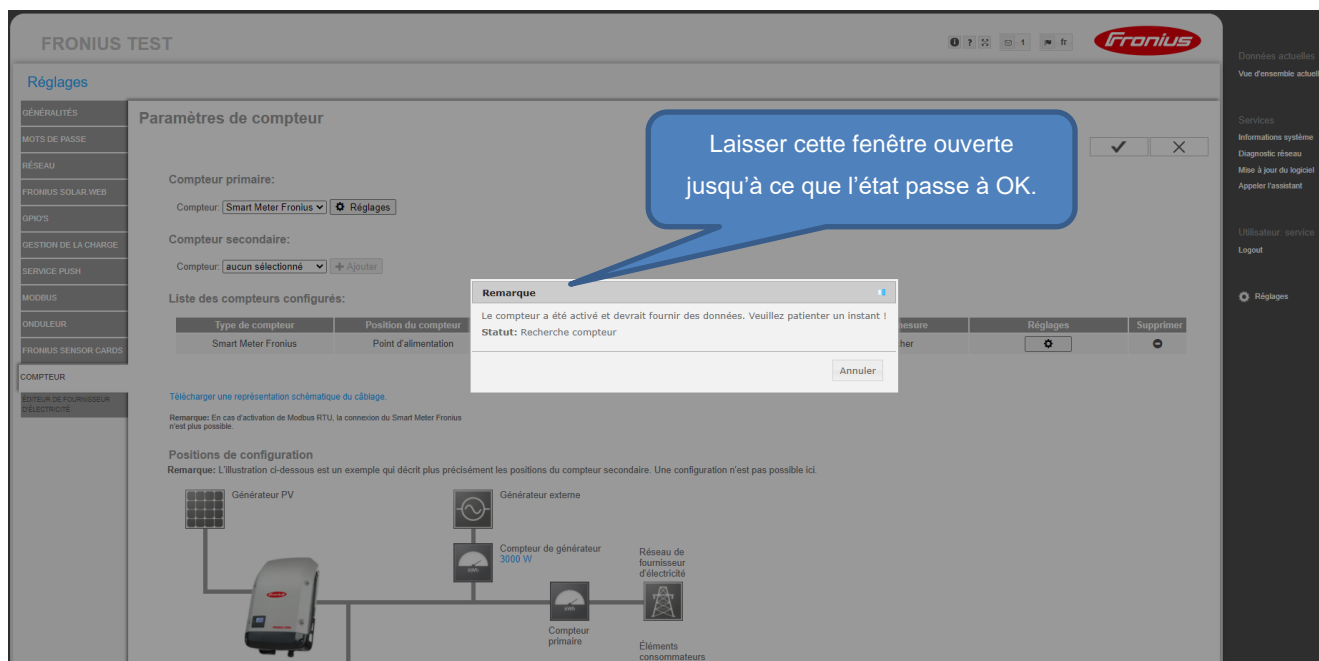 FRONIUS TEST
1
fr
Fronius
Réglages
GÉNÉRALITÉS
MOTS DE PASSE
RÉSEAU
FRONIUS SOLAR.WEB
GPIO'S
GESTION DE LA CHARGE
SERVICE PUSH
MODBUS
ONDULEUR
FRONIUS SENSOR CARDS
COMPTEUR
ÉDITEUR DE FOURNISSEUR
D'ÉLECTRICITÉ
Paramètres de compteur
Laisser cette fenêtre ouverte
jusqu'à ce que l'état passe à OK.
Compteur primaire:
Compteur: Smart Meter Fronius Réglages
Compteur secondaire:
Compteur: aucun sélectionné + Ajouter
Liste des compteurs configurés:
Type de compteur Position du compteur Réglages Supprimer
Smart Meter Fronius Point d'alimentation
Remarque
Le compteur a été activé et devrait fournir des données. Veuillez patienter un instant !
Statut: Recherche compteur
Annuler
Télécharger une représentation schématique du câblage.
Remarque: En cas d'activation de Modbus RTU, la connexion du Smart Meter Fronius
n'est plus possible.
Positions de configuration
Remarque: L'illustration ci-dessous est un exemple qui décrit plus précisément les positions du compteur secondaire. Une configuration n'est pas possible ici.
Générateur PV
Générateur externe
Compteur de générateur
3000 W
kWh
Réseau de
fournisseur
d'électricité
kWh
Compteur
primaire
Éléments
consommateurs
Données actuelles
Vue d'ensemble actuell
Services
Informations système
Diagnostic réseau
Mise à jour du logiciel
Appeler l'assistant
Utilisateur: service
Logout
Réglages